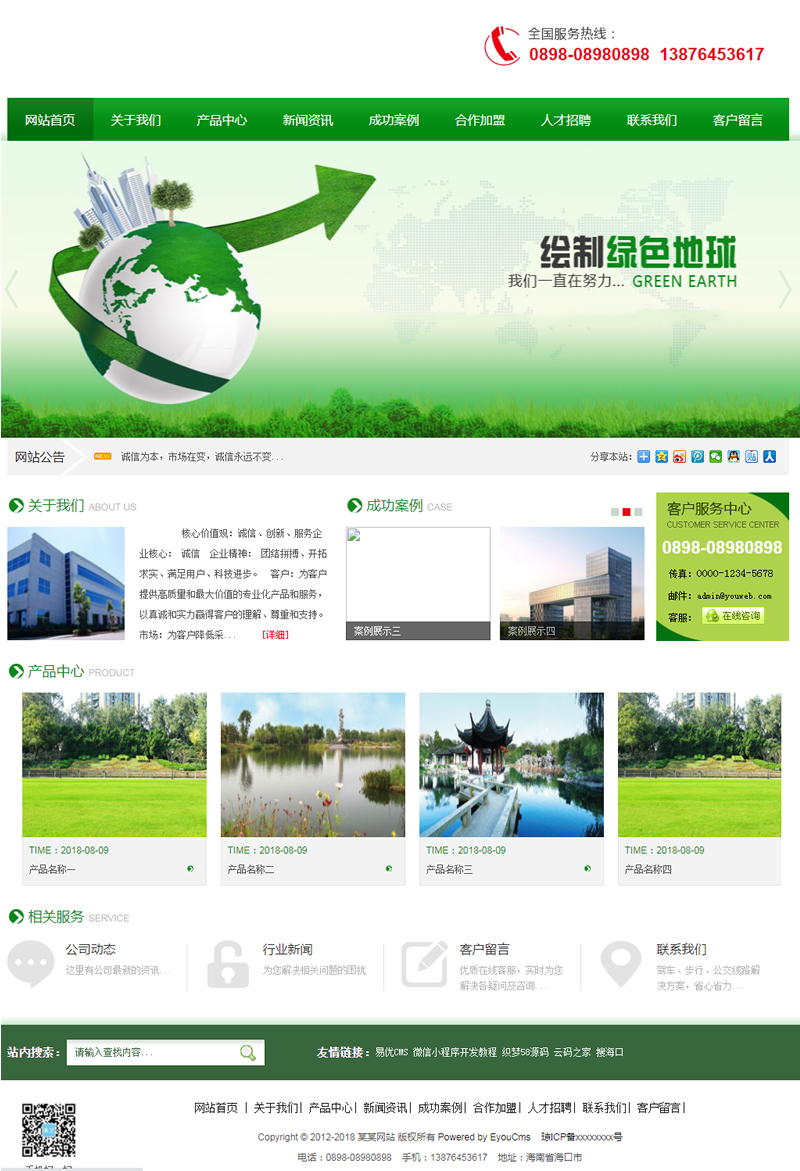 全国服务热线：
0898-08980898 13876453617
网站首页 关于我们 产品中心 新闻资讯 成功案例 合作加盟 人才招聘 联系我们 客户留言
绘制绿色地球
我们一直在努力... GREEN EARTH
网站公告 NEW 诚信为本，市场在变，诚信永远不变...
分享本站：
关于我们 ABOUT US
核心价值观：诚信、创新、服务企
业核心： 诚信 企业精神： 团结拼搏、开拓
求实、满足用户、科技进步。 客户：为客户
提供高质量和最大价值的专业化产品和服务，
以真诚和实力赢得客户的理解、尊重和支持。
市场：为客户降低采... [详细]
成功案例 CASE
案例展示三
案例展示四
客户服务中心
CUSTOMER SERVICE CENTER
0898-08980898
传真：0000-1234-5678
邮件：admin@youweb.com
客服： 在线咨询
产品中心 PRODUCT
TIME：2018-08-09
产品名称一
TIME：2018-08-09
产品名称二
TIME：2018-08-09
产品名称三
TIME：2018-08-09
产品名称四
相关服务 SERVICE
公司动态
这里有公司最新的资讯...
行业新闻
为您解决相关问题的困扰
客户留言
优质在线客服，实时为您
解决各疑问及咨询...
联系我们
驾车、步行、公交线路解
决方案，省心省力...
站内搜索： 请输入查找内容...
友情链接： 易优CMS 微信小程序开发教程 织梦58源码 云码之家 搜海口
网站首页 | 关于我们| 产品中心| 新闻资讯| 成功案例| 合作加盟| 人才招聘| 联系我们| 客户留言|
Copyright © 2012-2018 某某网站 版权所有 Powered by EyouCms 琼ICP备xxxxxxxx号
电话：0898-08980898 手机：13876453617 地址：海南省海口市